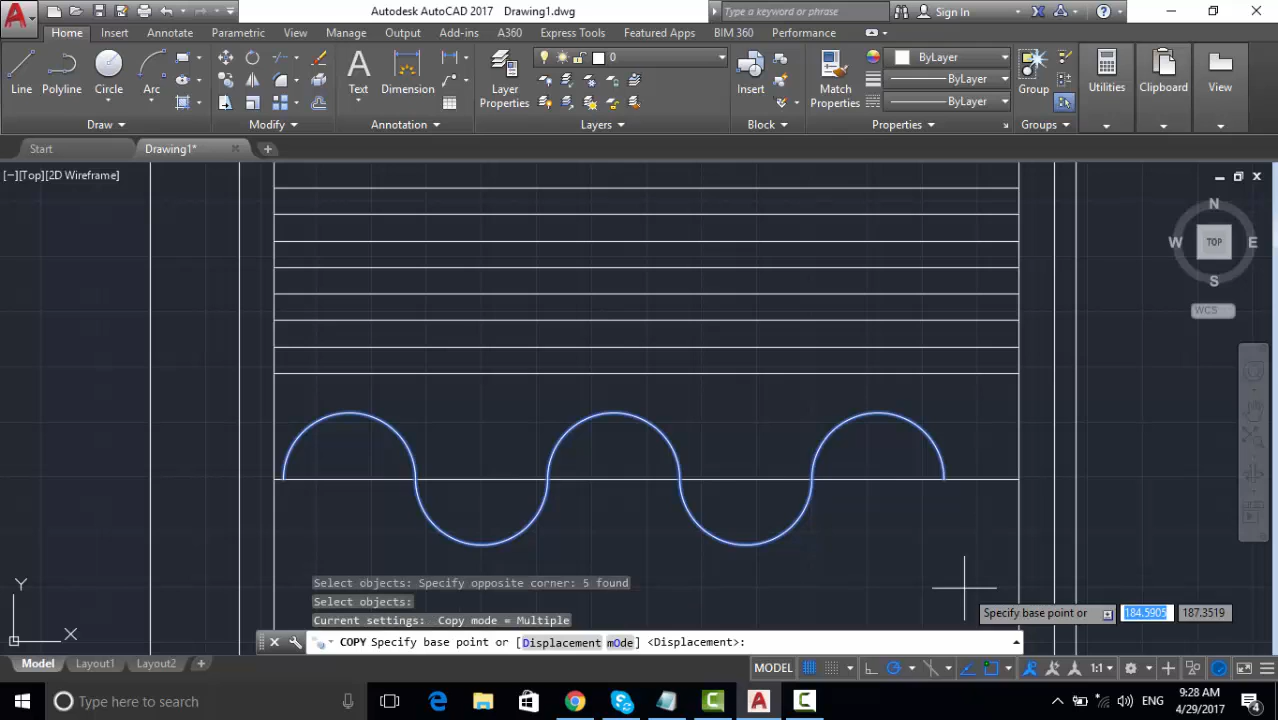 Autodesk AutoCAD 2017 Drawing1.dwg
Type a keyword or phrase
Sign In
Home Insert Annotate Parametric View Manage Output Add-ins A360 Express Tools Featured Apps BIM 360 Performance
0
ByLayer
ByLayer
ByLayer
Line Polyline Circle Arc Text Dimension Layer Properties Insert Match Properties Group Utilities Clipboard View
Draw Modify Annotation Layers Block Properties Groups
Start Drawing1*
[−][Top][2D Wireframe]
N
W TOP E
S
WCS
Y
X
Select objects: Specify opposite corner: 5 found
Select objects:
Current settings:  Copy mode = Multiple
Specify base point or 184.5905 187.3519
COPY Specify base point or [Displacement mOde] <Displacement>:
Model Layout1 Layout2 MODEL 1:1
Type here to search
ENG
9:28 AM
4/29/2017
4